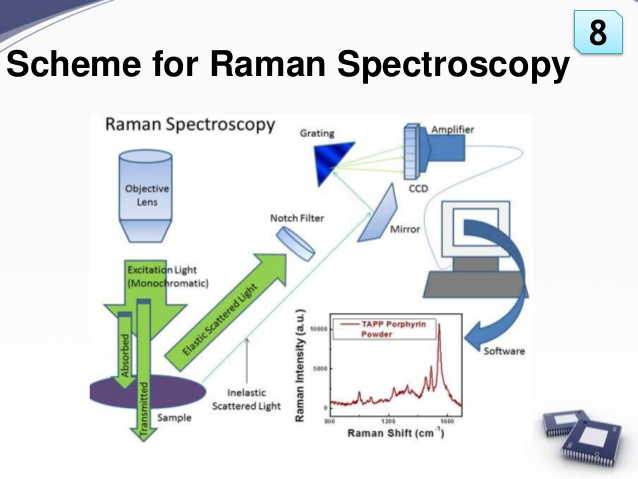 8
Scheme for Raman Spectroscopy
Raman Spectroscopy
Grating
Amplifier
CCD
Objective
Lens
Notch Filter
Mirror
Excitation Light
(Monochromatic)
Elastic Scattered Light
Absorbed
Transmitted
Inelastic
Scattered Light
Sample
Software
Raman Intensity (a.u.)
TAPP Porphyrin
Powder
10000
5000
0
800
1200
1600
Raman Shift (cm⁻¹)